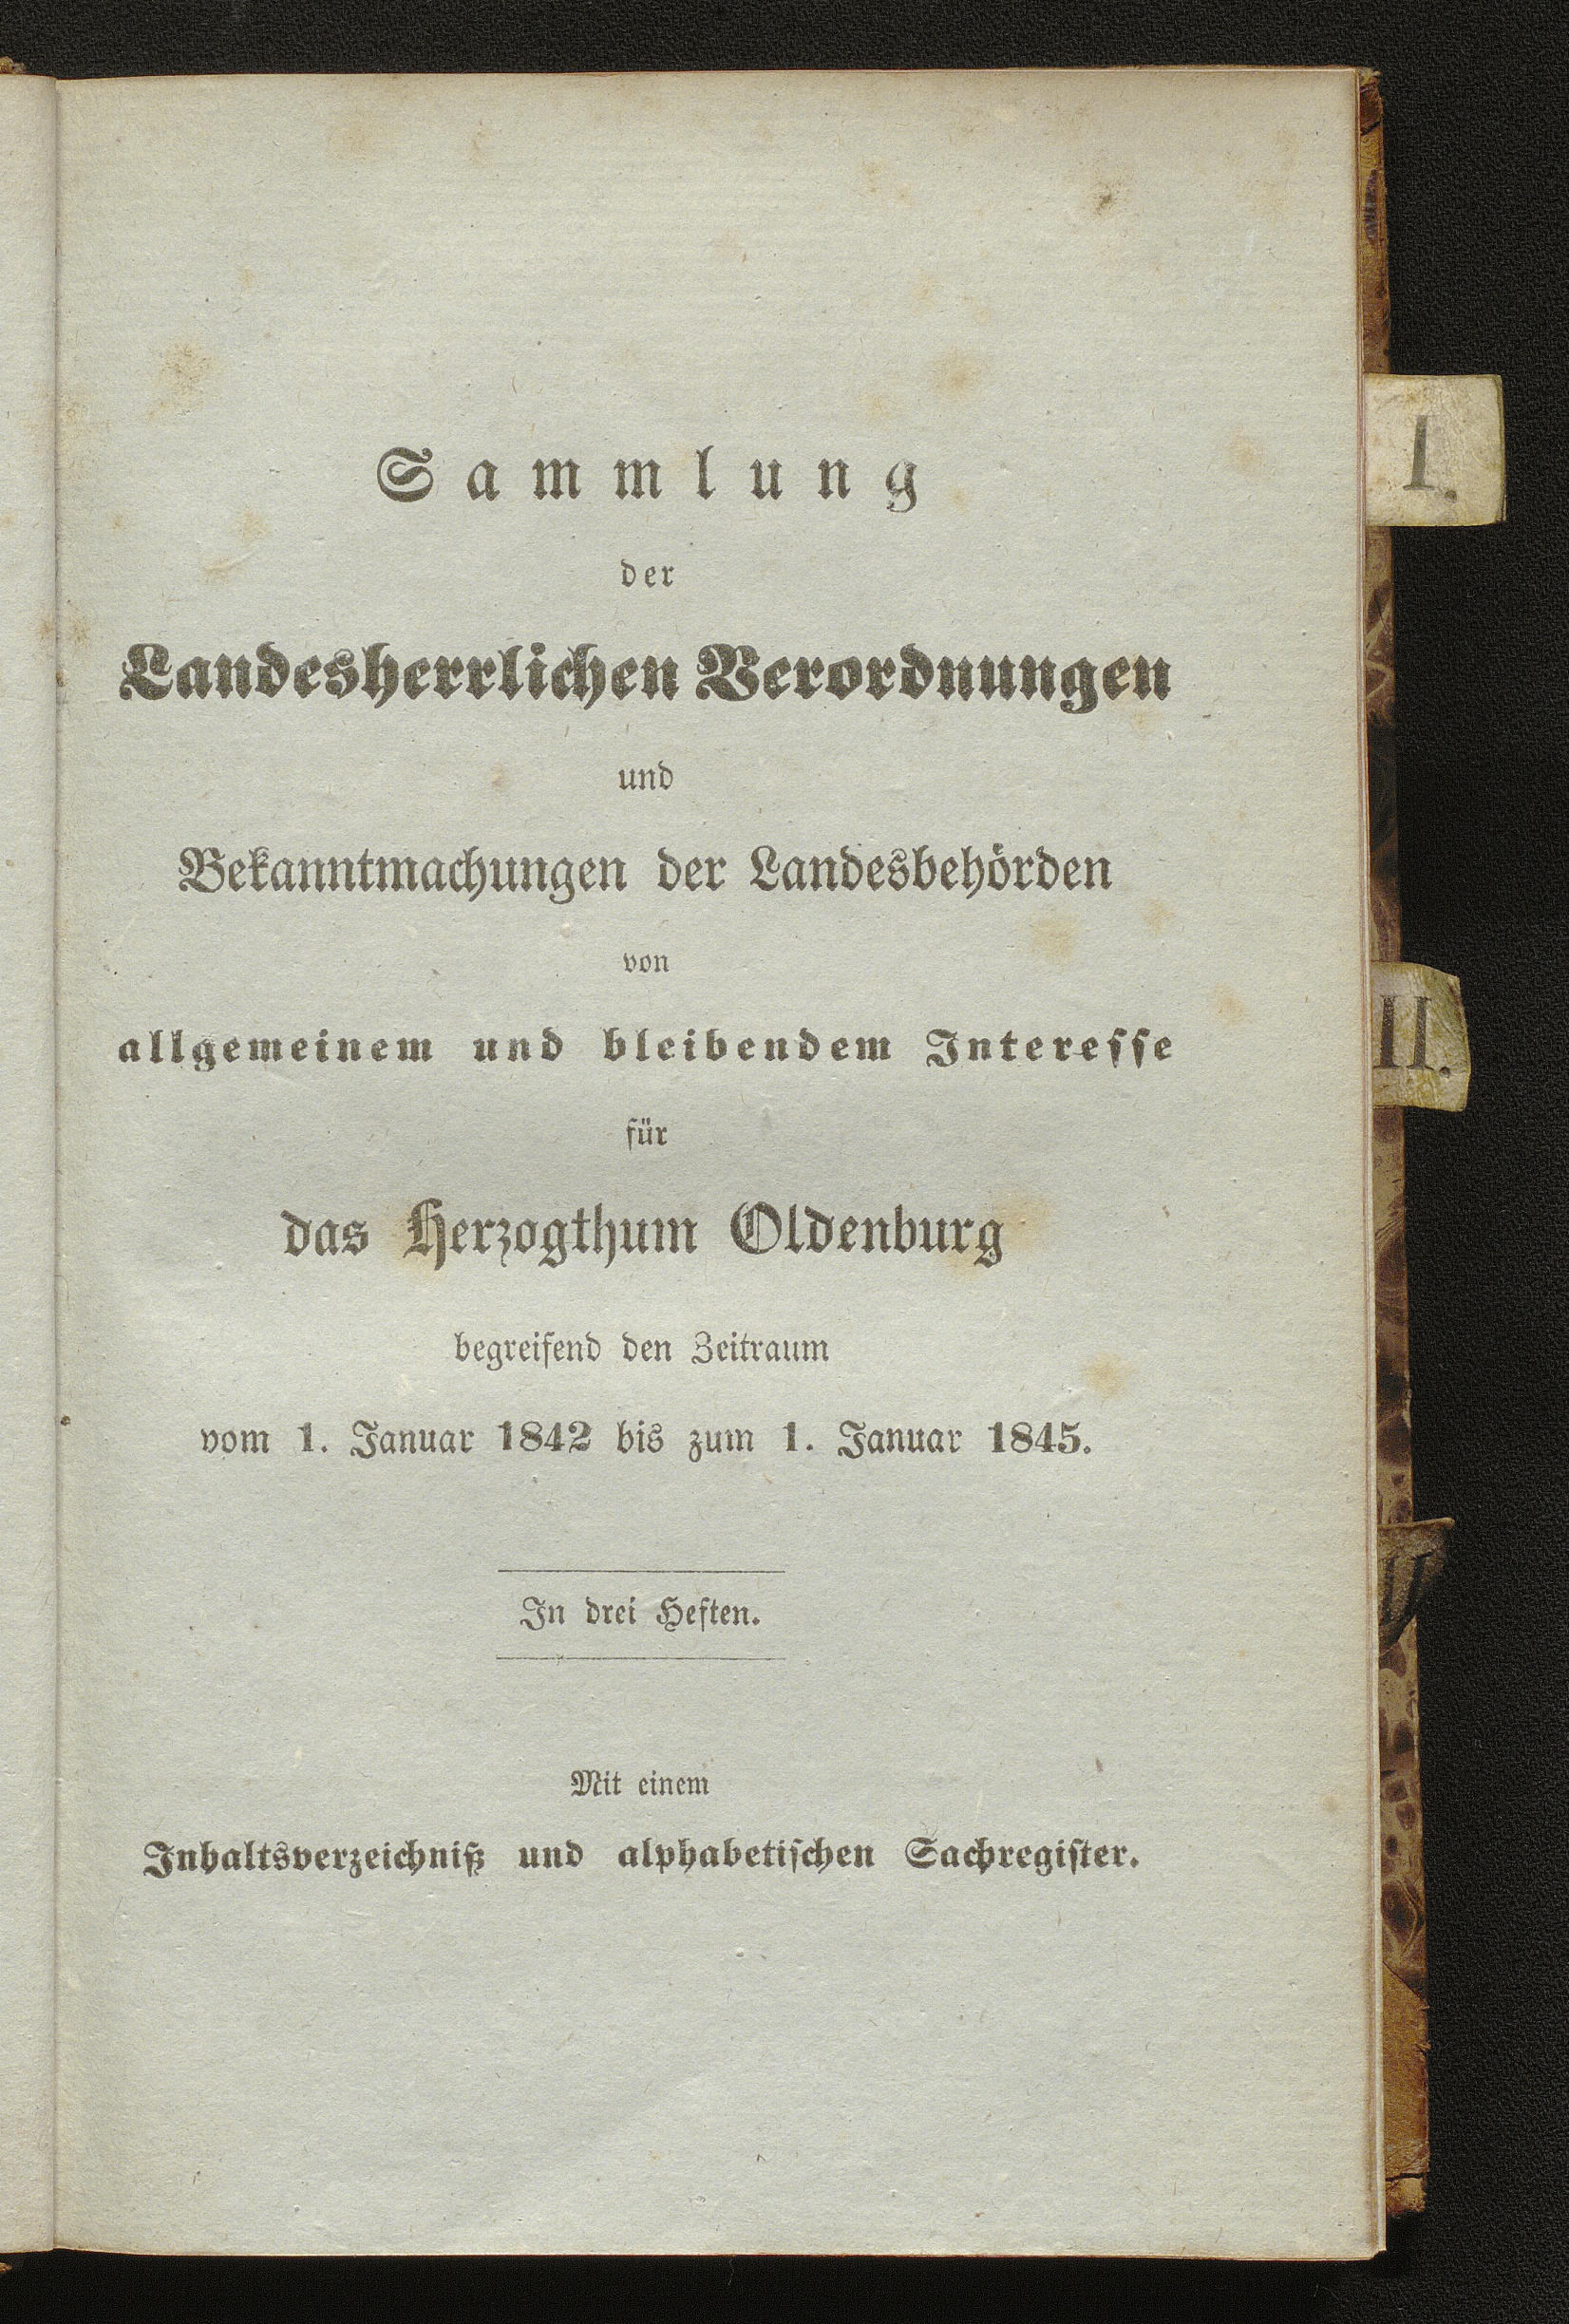 Sammlung
der
Landesherrlichen Verordnungen
und
Bekanntmachungen der Landesbehörden
von
allgemeinem und bleibendem Interesse
für
das Herzogthum Oldenburg
begreifend den Zeitraum
vom 1. Januar 1842 bis zum 1. Januar 1845.
In drei Heften.
Mit einem
Inhaltsverzeichniß und alphabetischen Sachregister.
I.
II.